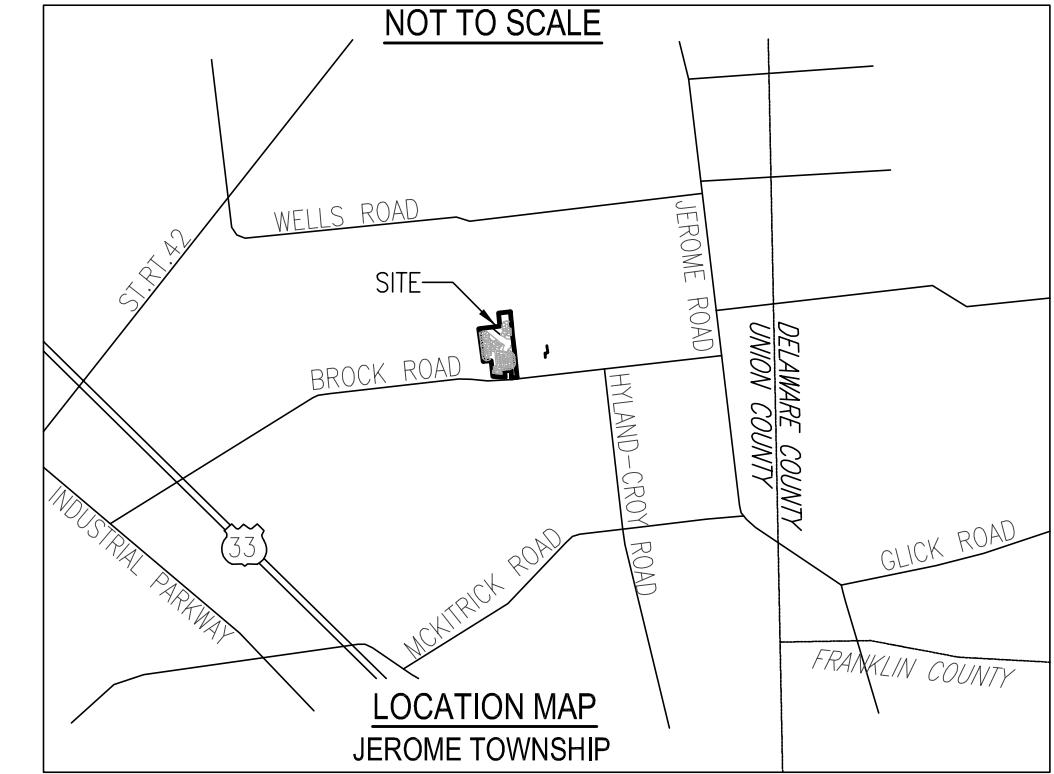 NOT TO SCALE
WELLS ROAD
ST.RT.42
JEROME ROAD
SITE
BROCK ROAD
DELAWARE COUNTY
UNION COUNTY
HYLAND-CROY ROAD
INDUSTRIAL PARKWAY
33
MCKITRICK ROAD
GLICK ROAD
FRANKLIN COUNTY
LOCATION MAP
JEROME TOWNSHIP